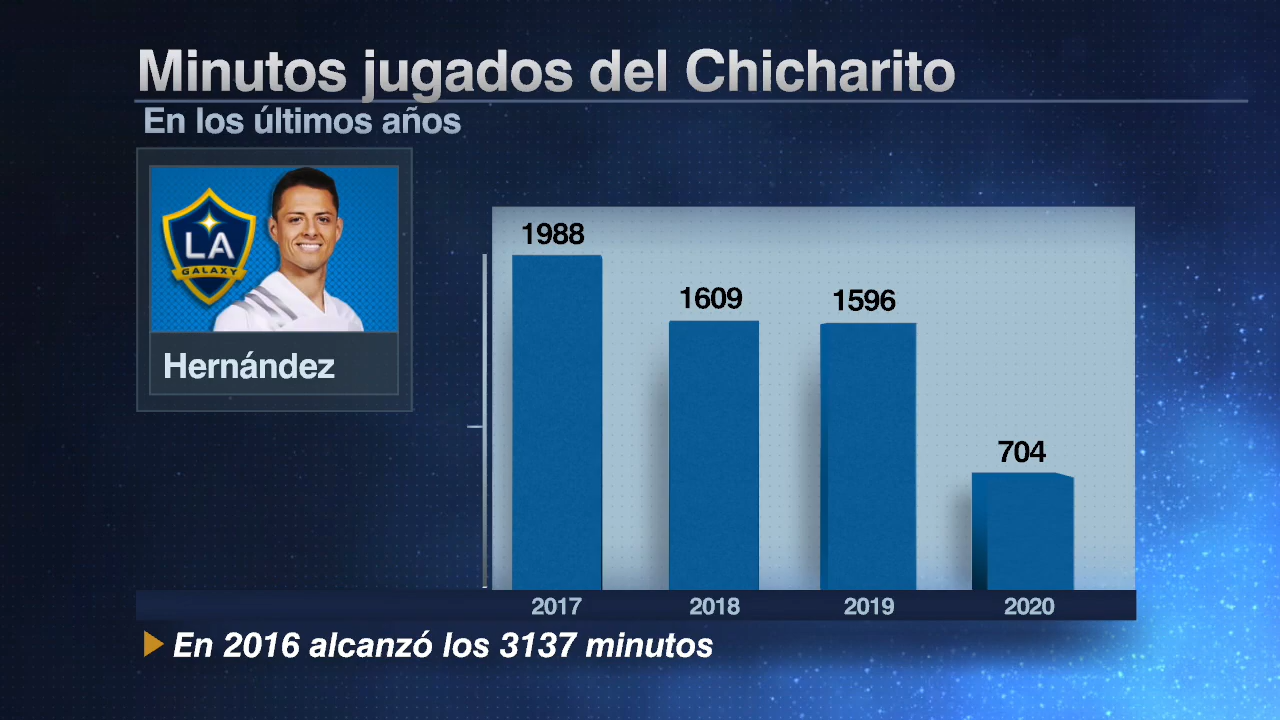 Minutos jugados del Chicharito
En los últimos años
LA
GALAXY
Hernández
1988
1609
1596
704
2017
2018
2019
2020
En 2016 alcanzó los 3137 minutos